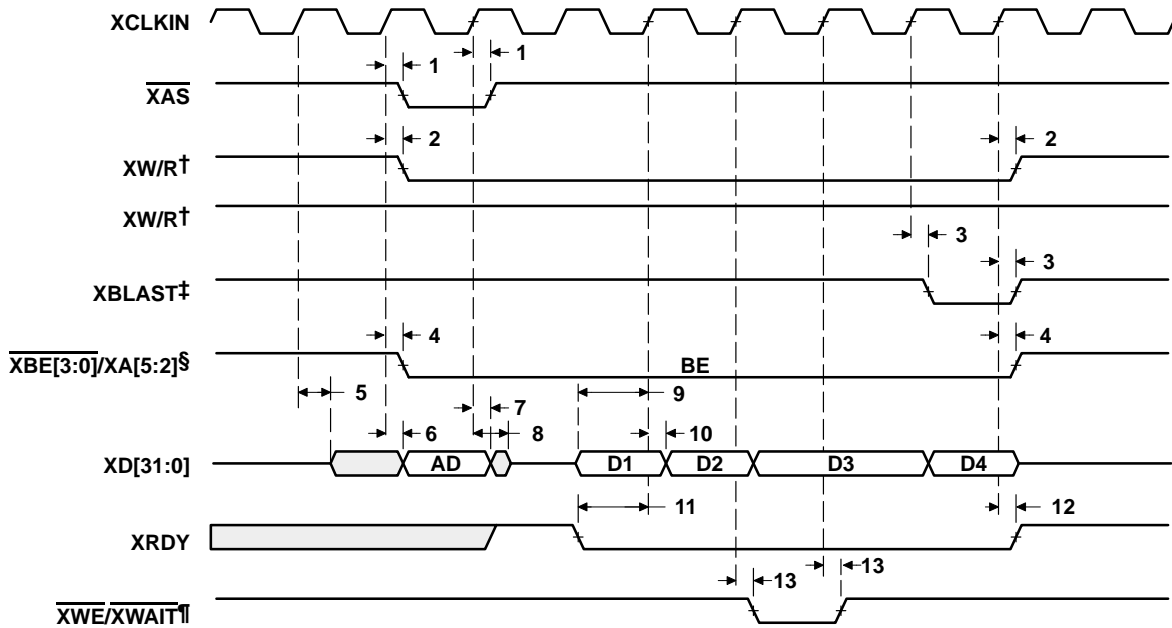 XCLKIN
1
1
XAS
2
2
XW/R†
XW/R†
3
3
XBLAST‡
4
4
XBE[3:0]/XA[5:2]§
BE
5
7
9
6
8
10
XD[31:0]
AD
D1
D2
D3
D4
11
12
XRDY
13
13
XWE/XWAIT¶